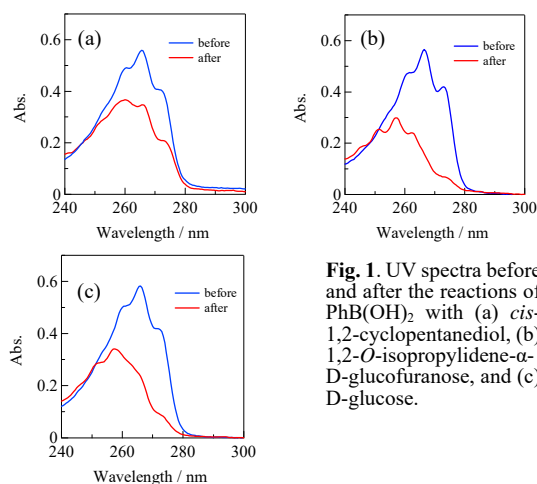 (a)
before
after
Abs.
0.6
0.4
0.2
0
240
260
280
300
Wavelength / nm
(b)
before
after
Abs.
0.6
0.4
0.2
0
240
260
280
300
Wavelength / nm
(c)
before
after
Abs.
0.6
0.4
0.2
0
240
260
280
300
Wavelength / nm
Fig. 1. UV spectra before
and after the reactions of
PhB(OH)₂ with (a) cis-
1,2-cyclopentanediol, (b)
1,2-O-isopropylidene-α-
D-glucofuranose, and (c)
D-glucose.